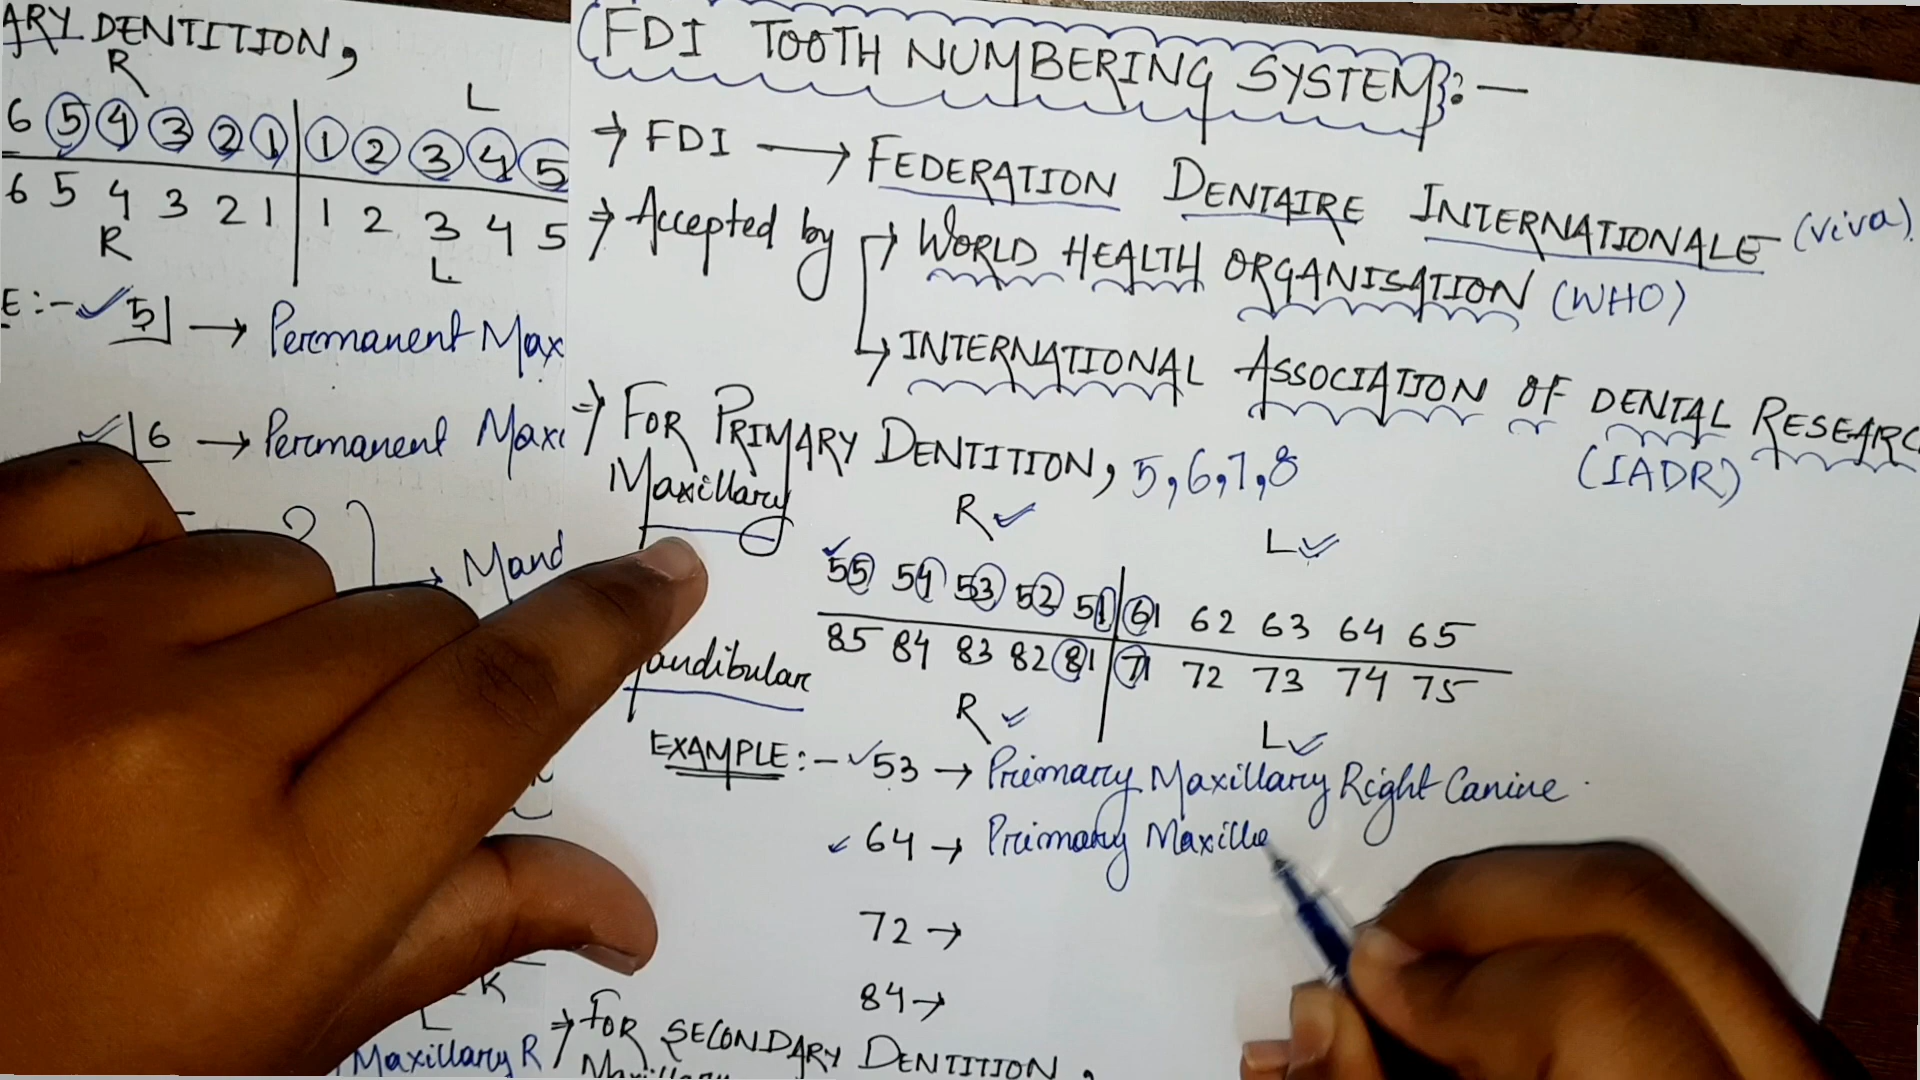 ARY DENTITION,
R
L
6 5 4 3 2 1 | 1 2 3 4 5
6 5 4 3 2 1 | 1 2 3 4 5
R
L
E:- 5 → Permanent Max
6 → Permanent Maxi
→ Mand
R
L
Maxillary R
FDI TOOTH NUMBERING SYSTEM:-
⇒ FDI → FEDERATION DENTAIRE INTERNATIONALE (viva).
⇒ Accepted by → WORLD HEALTH ORGANISATION (WHO)
→ INTERNATIONAL ASSOCIATION OF DENTAL RESEARC
(IADR)
⇒ FOR PRIMARY DENTITION, 5,6,7,8
Maxillary
R ✓
L ✓
55 54 53 52 51 | 61 62 63 64 65
85 84 83 82 81 | 71 72 73 74 75
andibular
R ✓
L ✓
EXAMPLE:- ✓53 → Primary Maxillary Right Canine.
✓ 64 → Primary Maxilla
72 →
84 →
⇒ FOR SECONDARY DENTITION,
Maxillary